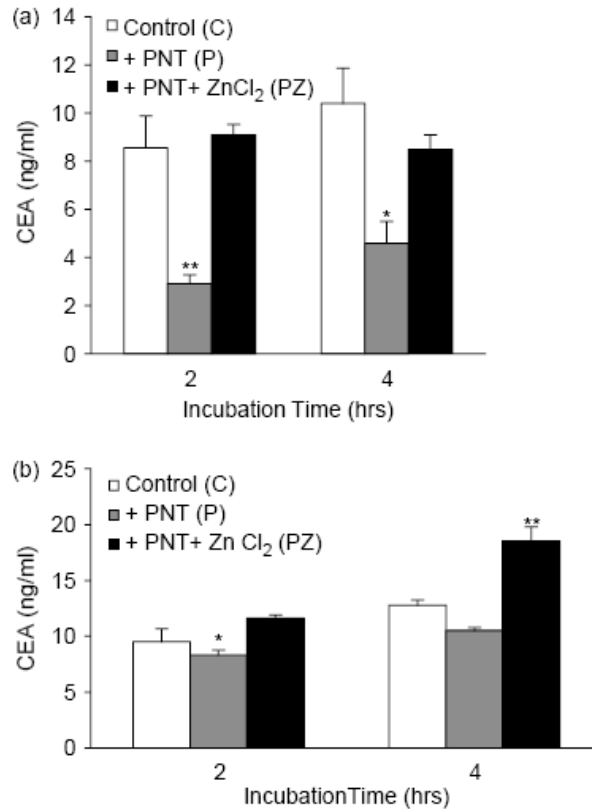 (a)
14
12
10
8
6
4
2
0
CEA (ng/ml)
Control (C)
+ PNT (P)
+ PNT+ ZnCl2 (PZ)
**
*
2 4
Incubation Time (hrs)
(b)
25
20
15
10
5
0
CEA (ng/ml)
Control (C)
+ PNT (P)
+ PNT+ Zn Cl2 (PZ)
*
**
2 4
IncubationTime (hrs)